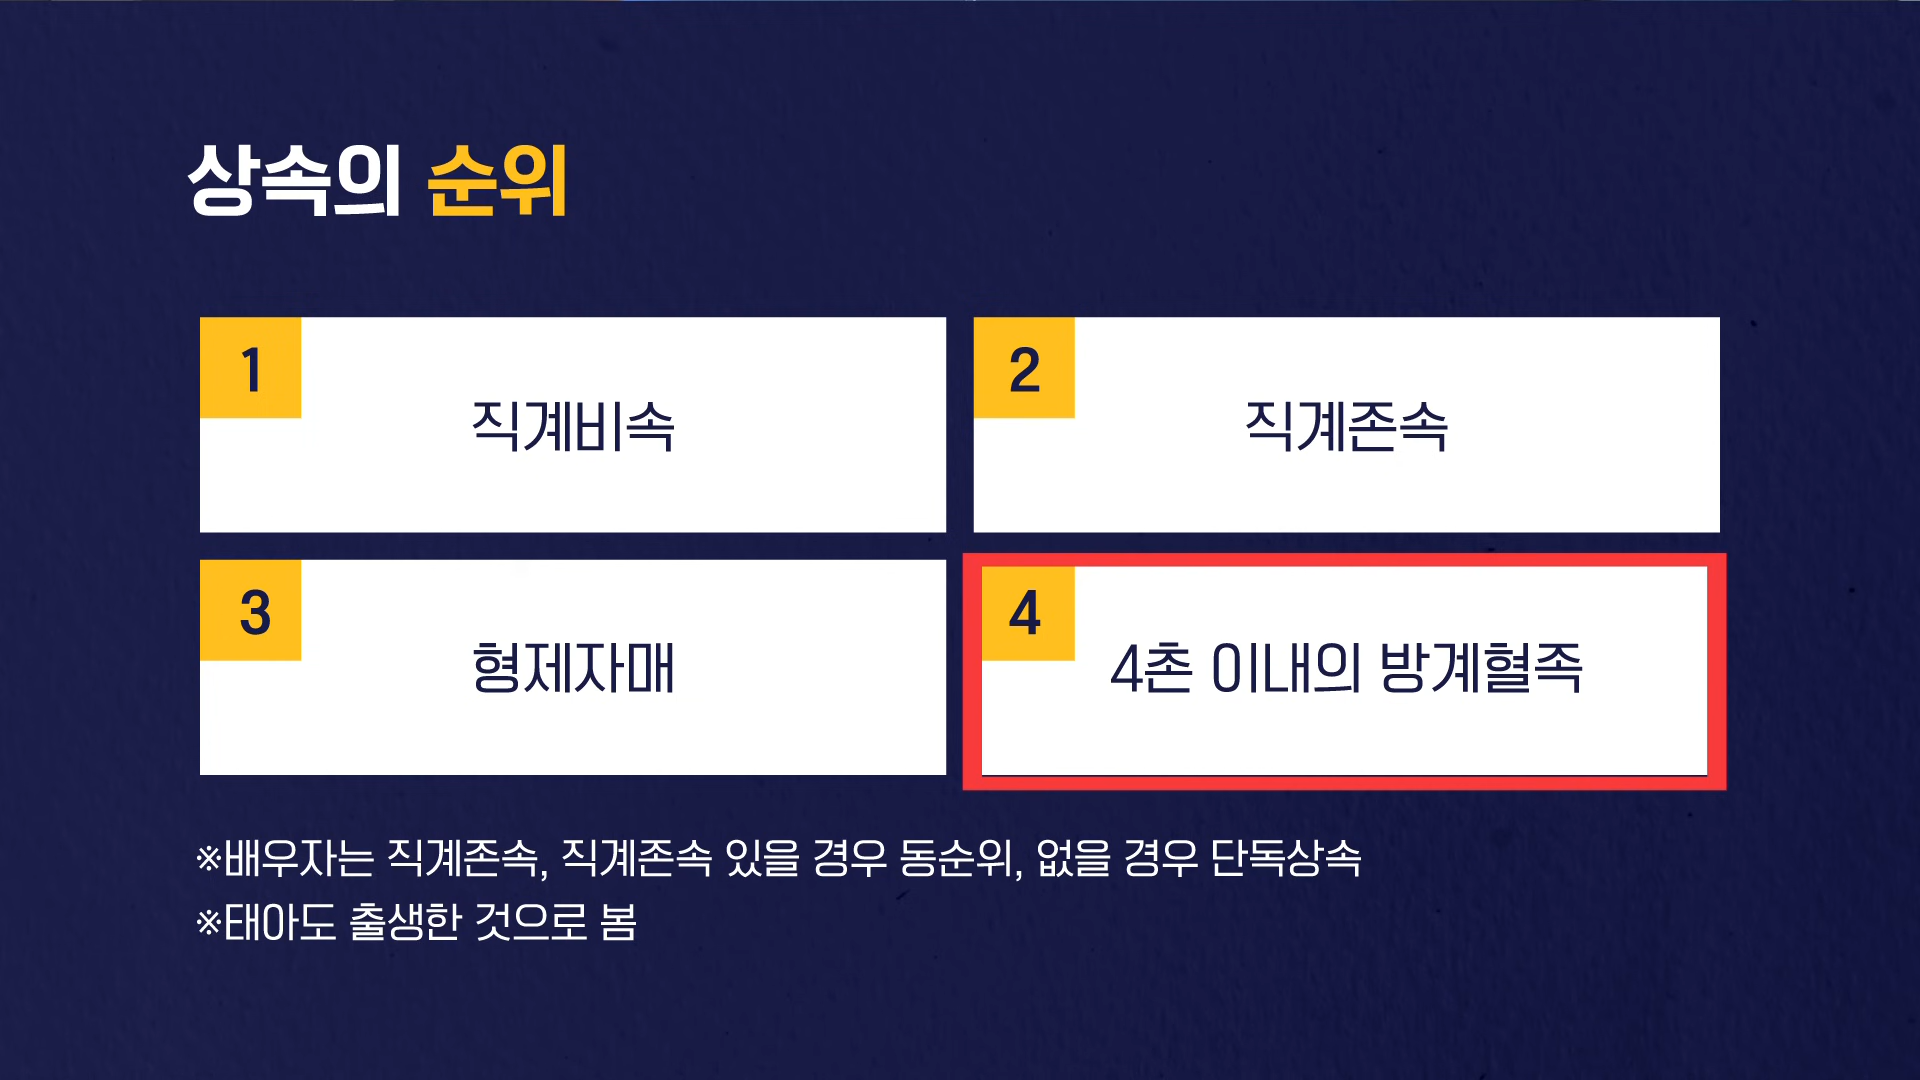 상속의 순위
1
직계비속
2
직계존속
3
형제자매
4
4촌 이내의 방계혈족
※배우자는 직계존속, 직계존속 있을 경우 동순위, 없을 경우 단독상속
※태아도 출생한 것으로 봄